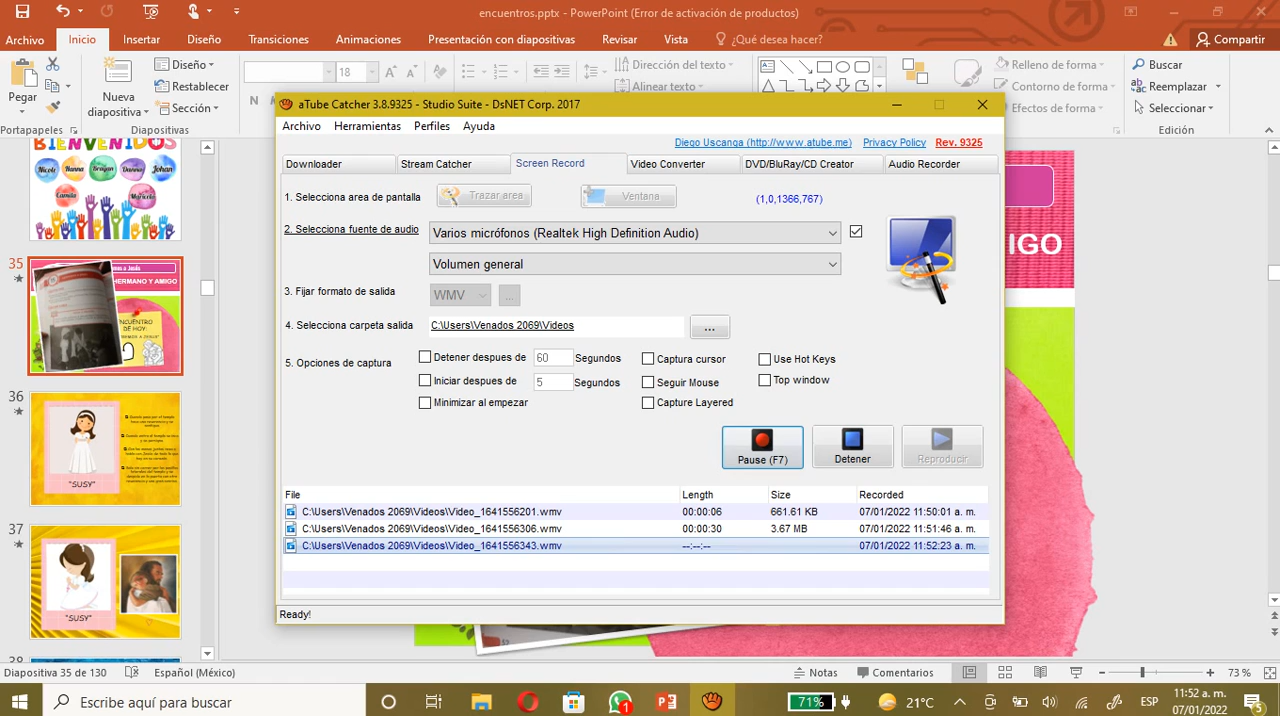 encuentros.pptx - PowerPoint (Error de activación de productos)
Archivo Inicio Insertar Diseño Transiciones Animaciones Presentación con diapositivas Revisar Vista ¿Qué desea hacer? Compartir
Pegar
Nueva diapositiva
Diseño
Restablecer
Sección
18
N
Dirección del texto
Alinear texto
Relleno de forma
Contorno de forma
Efectos de forma
Buscar
Reemplazar
Seleccionar
Portapapeles Diapositivas Edición
aTube Catcher 3.8.9325 - Studio Suite - DsNET Corp. 2017
Archivo Herramientas Perfiles Ayuda
Diego Uscanga (http://www.atube.me) Privacy Policy Rev. 9325
Downloader Stream Catcher Screen Record Video Converter DVD/BluRay/CD Creator Audio Recorder
1. Selecciona area de pantalla Trazar area Ventana (1,0,1366,767)
2. Selecciona fuente de audio Varios micrófonos (Realtek High Definition Audio)
Volumen general
3. Fijar formato de salida WMV ...
4. Selecciona carpeta salida C:\Users\Venados 2069\Videos ...
5. Opciones de captura
Detener despues de 60 Segundos Captura cursor Use Hot Keys
Iniciar despues de 5 Segundos Seguir Mouse Top window
Minimizar al empezar Capture Layered
Pause (F7) Detener Reproducir
File Length Size Recorded
C:\Users\Venados 2069\Videos\Video_1641556201.wmv 00:00:06 661.61 KB 07/01/2022 11:50:01 a. m.
C:\Users\Venados 2069\Videos\Video_1641556306.wmv 00:00:30 3.67 MB 07/01/2022 11:51:46 a. m.
C:\Users\Venados 2069\Videos\Video_1641556343.wmv --:--:-- 07/01/2022 11:52:23 a. m.
Ready!
BIENVENIDOS
Nicole
Danna
Johan
Camila
35
HERMANO Y AMIGO
ENCUENTRO
DE HOY:
36
"SUSY"
37
"SUSY"
38
IGO
Diapositiva 35 de 130 Español (México) Notas Comentarios 73 %
Escribe aquí para buscar
1
71%
21°C
ESP
11:52 a. m.
07/01/2022
5